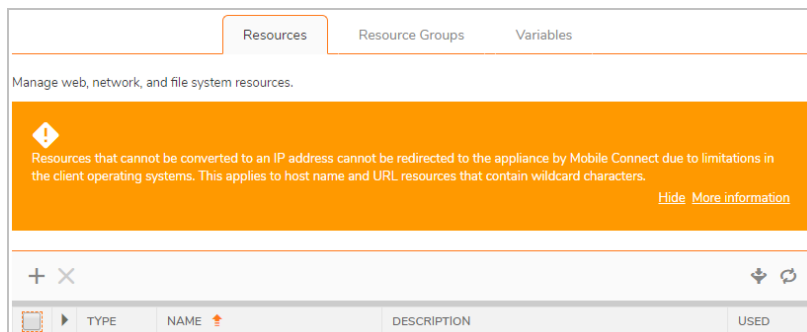 Resources Resource Groups Variables
Manage web, network, and file system resources.
Resources that cannot be converted to an IP address cannot be redirected to the appliance by Mobile Connect due to limitations in
the client operating systems. This applies to host name and URL resources that contain wildcard characters.
Hide More information
TYPE NAME DESCRIPTION USED